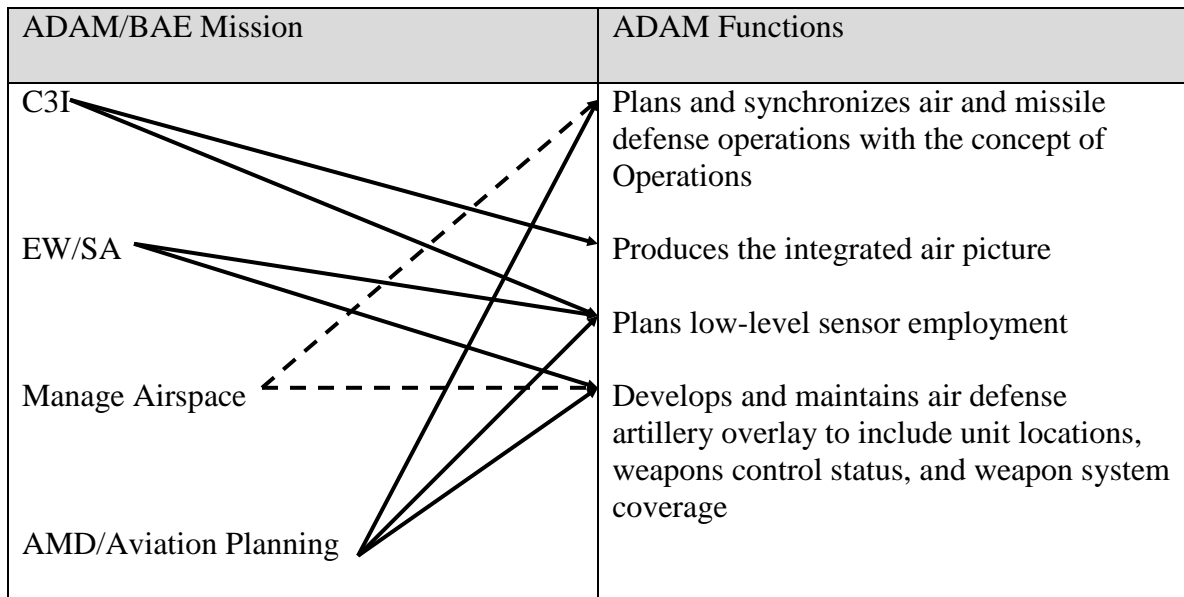 ADAM/BAE Mission
ADAM Functions
C3I
EW/SA
Manage Airspace
AMD/Aviation Planning
Plans and synchronizes air and missile
defense operations with the concept of
Operations
Produces the integrated air picture
Plans low-level sensor employment
Develops and maintains air defense
artillery overlay to include unit locations,
weapons control status, and weapon system
coverage